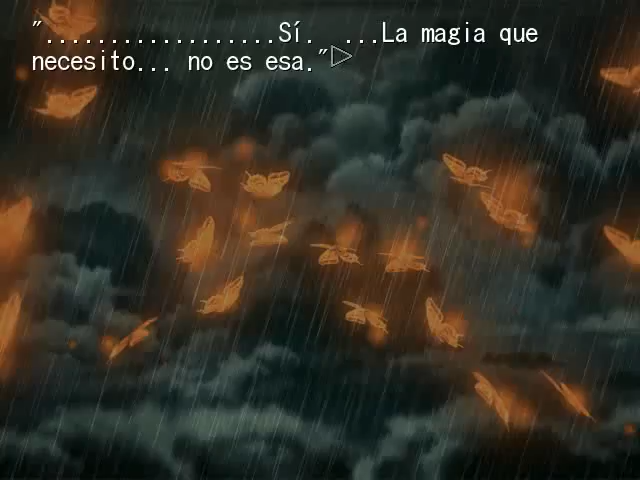 "..................Sí.  ...La magia que
necesito... no es esa."▷